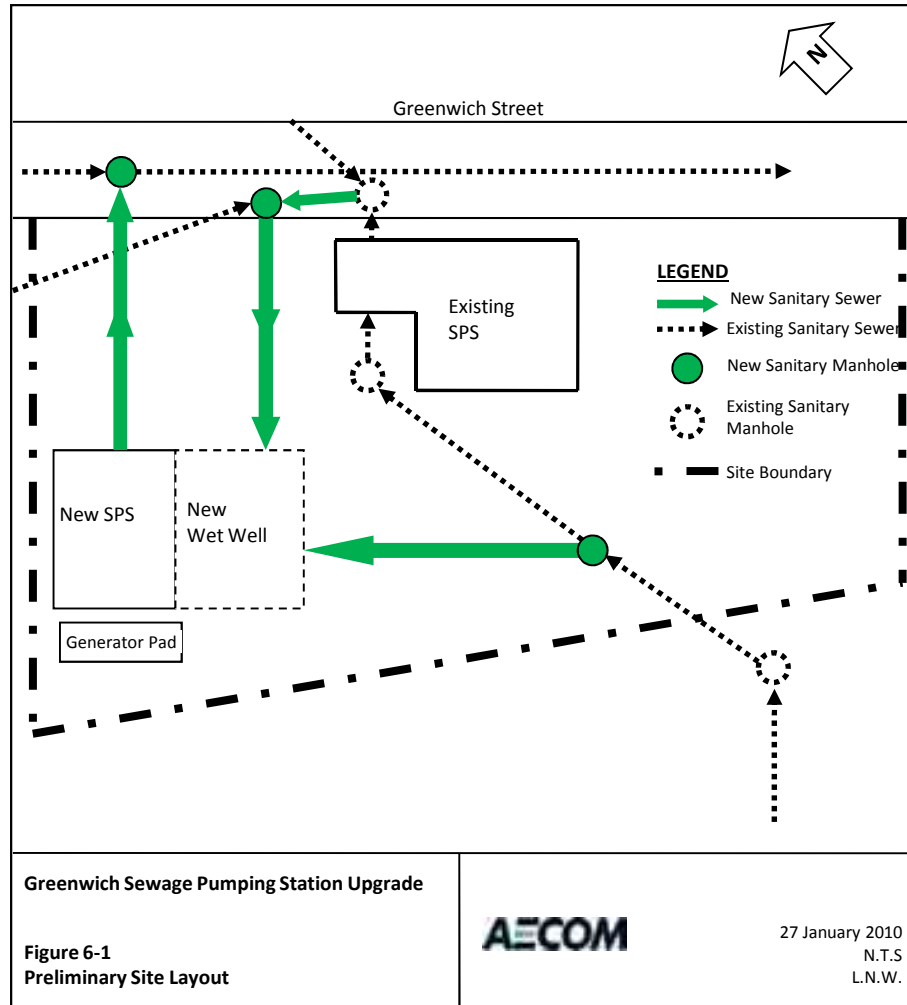 N
Greenwich Street
Existing
SPS
LEGEND
New Sanitary Sewer
Existing Sanitary Sewer
New Sanitary Manhole
Existing Sanitary
Manhole
Site Boundary
New SPS
New
Wet Well
Generator Pad
Greenwich Sewage Pumping Station Upgrade
Figure 6-1
Preliminary Site Layout
AECOM
27 January 2010
N.T.S
L.N.W.